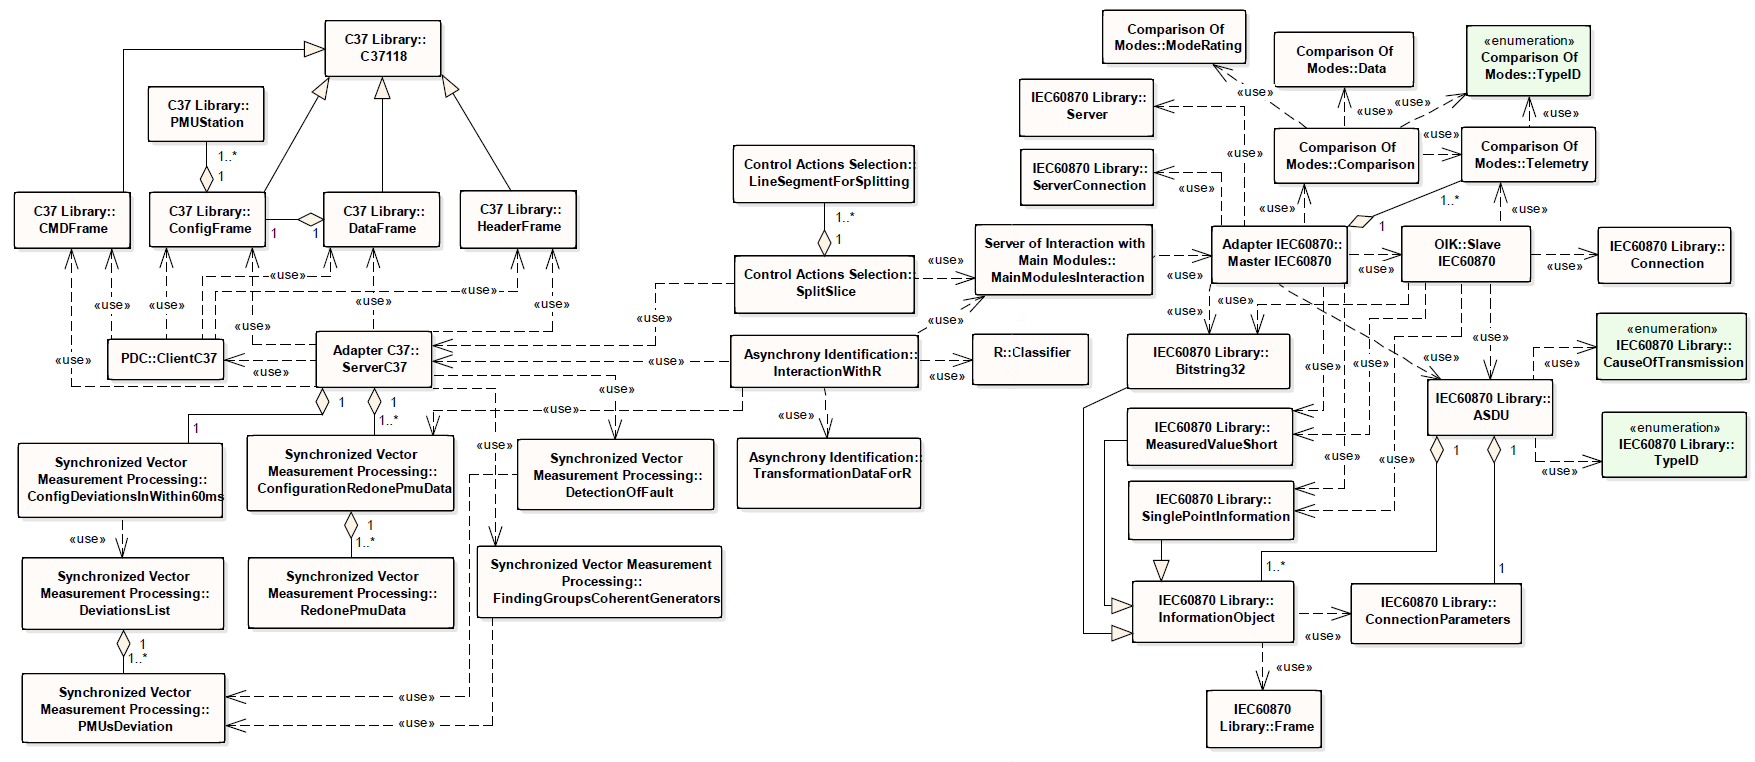 C37 Library::
C37118
C37 Library::
PMUStation
1..*
1
C37 Library::
CMDFrame
C37 Library::
ConfigFrame
1
1
C37 Library::
DataFrame
C37 Library::
HeaderFrame
«use»
«use»
«use»
«use»
«use»
«use»
PDC::ClientC37
«use»
Adapter C37::
ServerC37
1
1
1
1..*
«use»
«use»
«use»
«use»
Synchronized Vector
Measurement Processing::
ConfigDeviationsInWithin60ms
Synchronized Vector
Measurement Processing::
ConfigurationRedonePmuData
Synchronized Vector
Measurement Processing::
DetectionOfFault
«use»
1
1..*
Synchronized Vector
Measurement Processing::
DeviationsList
Synchronized Vector
Measurement Processing::
RedonePmuData
Synchronized Vector Measurement
Processing::
FindingGroupsCoherentGenerators
1
1..*
Synchronized Vector
Measurement Processing::
PMUsDeviation
«use»
«use»
Control Actions Selection::
LineSegmentForSplitting
1..*
1
Control Actions Selection::
SplitSlice
«use»
«use»
Asynchrony Identification::
InteractionWithR
«use»
«use»
R::Classifier
«use»
Asynchrony Identification::
TransformationDataForR
Server of Interaction with
Main Modules::
MainModulesInteraction
«use»
Comparison Of
Modes::ModeRating
Comparison Of
Modes::Data
«enumeration»
Comparison Of
Modes::TypeID
«use»
«use»
«use»
«use»
IEC60870 Library::
Server
IEC60870 Library::
ServerConnection
Comparison Of
Modes::Comparison
«use»
Comparison Of
Modes::Telemetry
«use»
«use»
«use»
1..*
1
«use»
Adapter IEC60870::
Master IEC60870
«use»
OIK::Slave
IEC60870
«use»
IEC60870 Library::
Connection
«use»
«use»
IEC60870 Library::
Bitstring32
«use»
«use»
«use»
«use»
«enumeration»
IEC60870 Library::
CauseOfTransmission
«use»
IEC60870 Library::
ASDU
IEC60870 Library::
MeasuredValueShort
«enumeration»
IEC60870 Library::
TypeID
«use»
1
1
«use»
IEC60870 Library::
SinglePointInformation
1..*
1
IEC60870 Library::
InformationObject
«use»
IEC60870 Library::
ConnectionParameters
«use»
IEC60870
Library::Frame